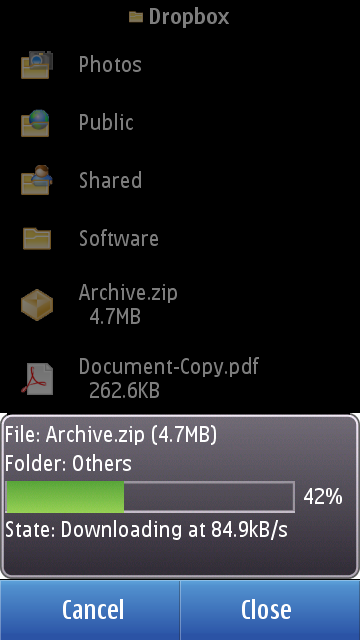 Dropbox
Photos
Public
Shared
Software
Archive.zip
4.7MB
Document-Copy.pdf
262.6KB
File: Archive.zip (4.7MB)
Folder: Others
42%
State: Downloading at 84.9kB/s
Cancel Close